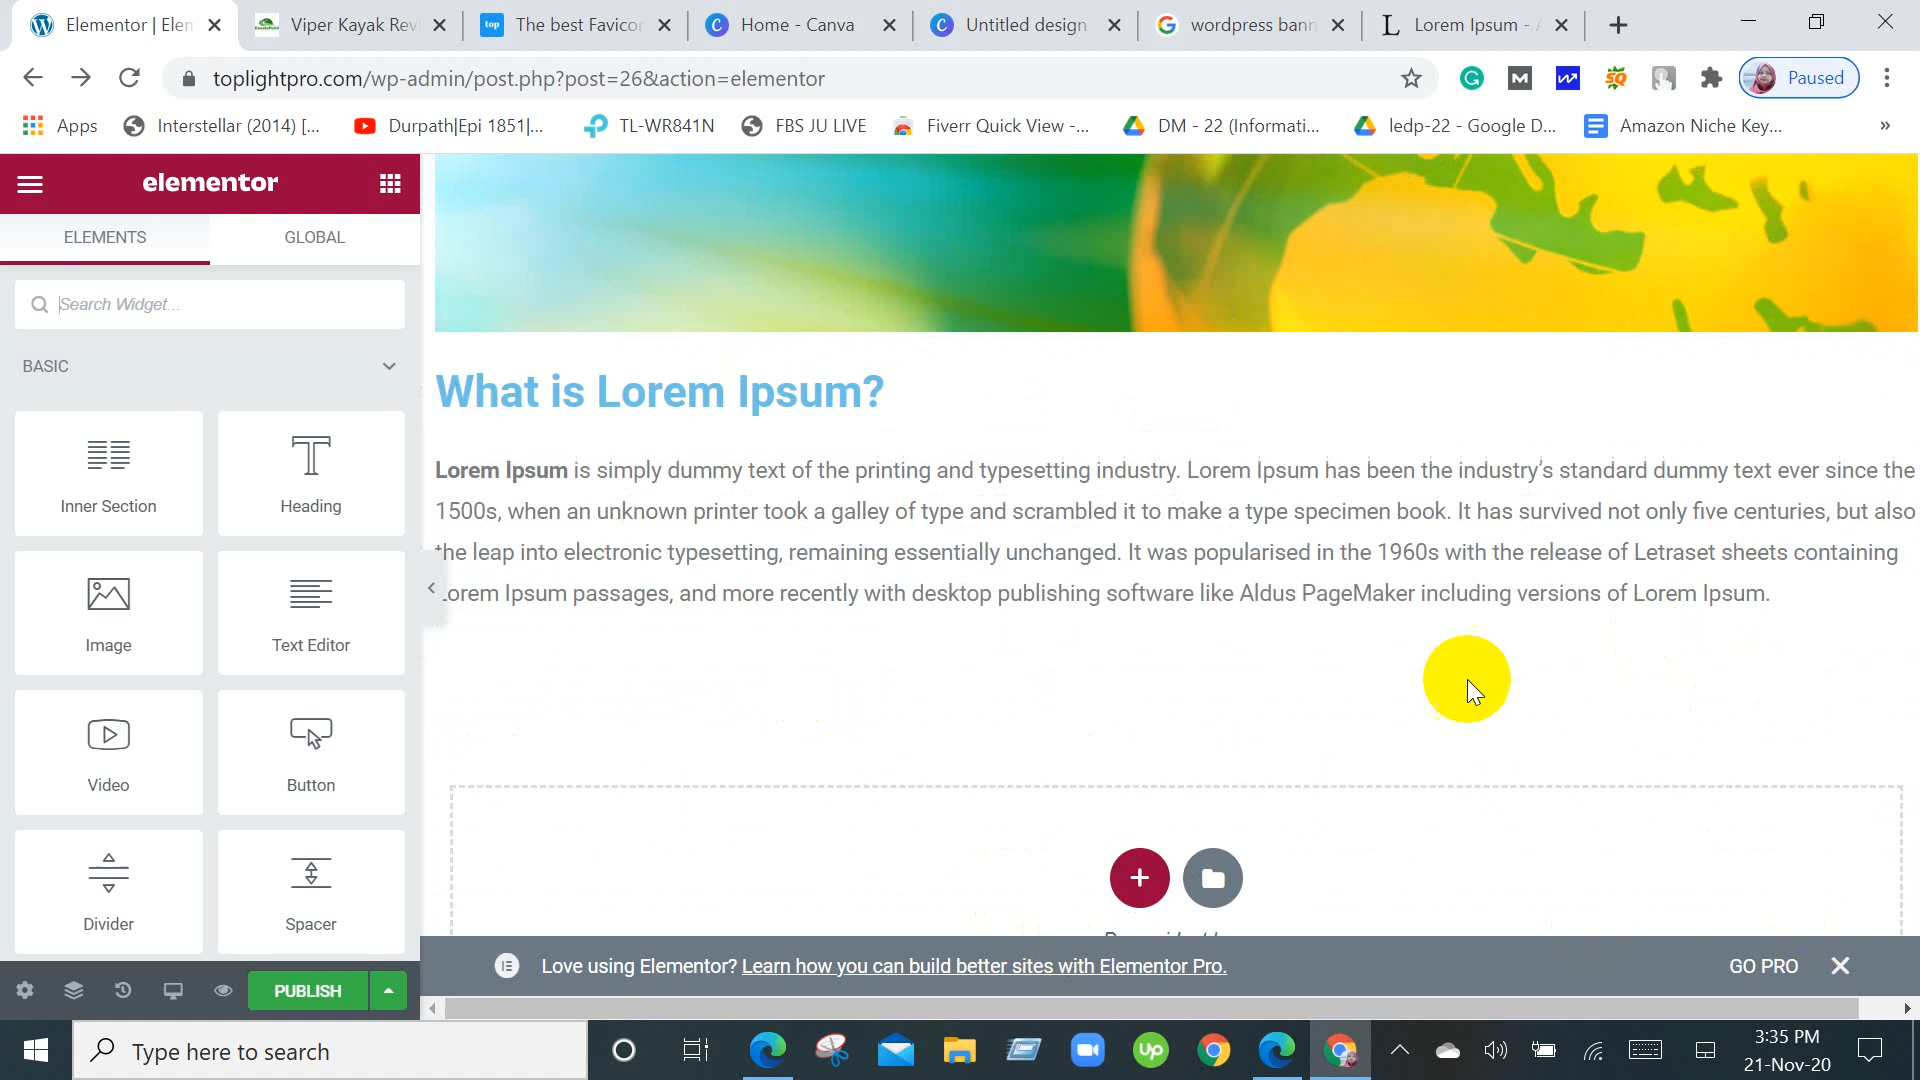 Elementor | Elen
Viper Kayak Rev
top
The best Favico
Home - Canva
Untitled design
wordpress bann
Lorem Ipsum -
toplightpro.com/wp-admin/post.php?post=26&action=elementor
Paused
Apps
Interstellar (2014) [...
Durpath|Epi 1851|...
TL-WR841N
FBS JU LIVE
Fiverr Quick View -...
DM - 22 (Informati...
ledp-22 - Google D...
Amazon Niche Key...
»
elementor
ELEMENTS
GLOBAL
Search Widget...
BASIC
Inner Section
Heading
Image
Text Editor
Video
Button
Divider
Spacer
PUBLISH
What is Lorem Ipsum?
Lorem Ipsum is simply dummy text of the printing and typesetting industry. Lorem Ipsum has been the industry's standard dummy text ever since the
1500s, when an unknown printer took a galley of type and scrambled it to make a type specimen book. It has survived not only five centuries, but also
the leap into electronic typesetting, remaining essentially unchanged. It was popularised in the 1960s with the release of Letraset sheets containing
Lorem Ipsum passages, and more recently with desktop publishing software like Aldus PageMaker including versions of Lorem Ipsum.
Love using Elementor? Learn how you can build better sites with Elementor Pro.
GO PRO
Type here to search
Up
3:35 PM
21-Nov-20